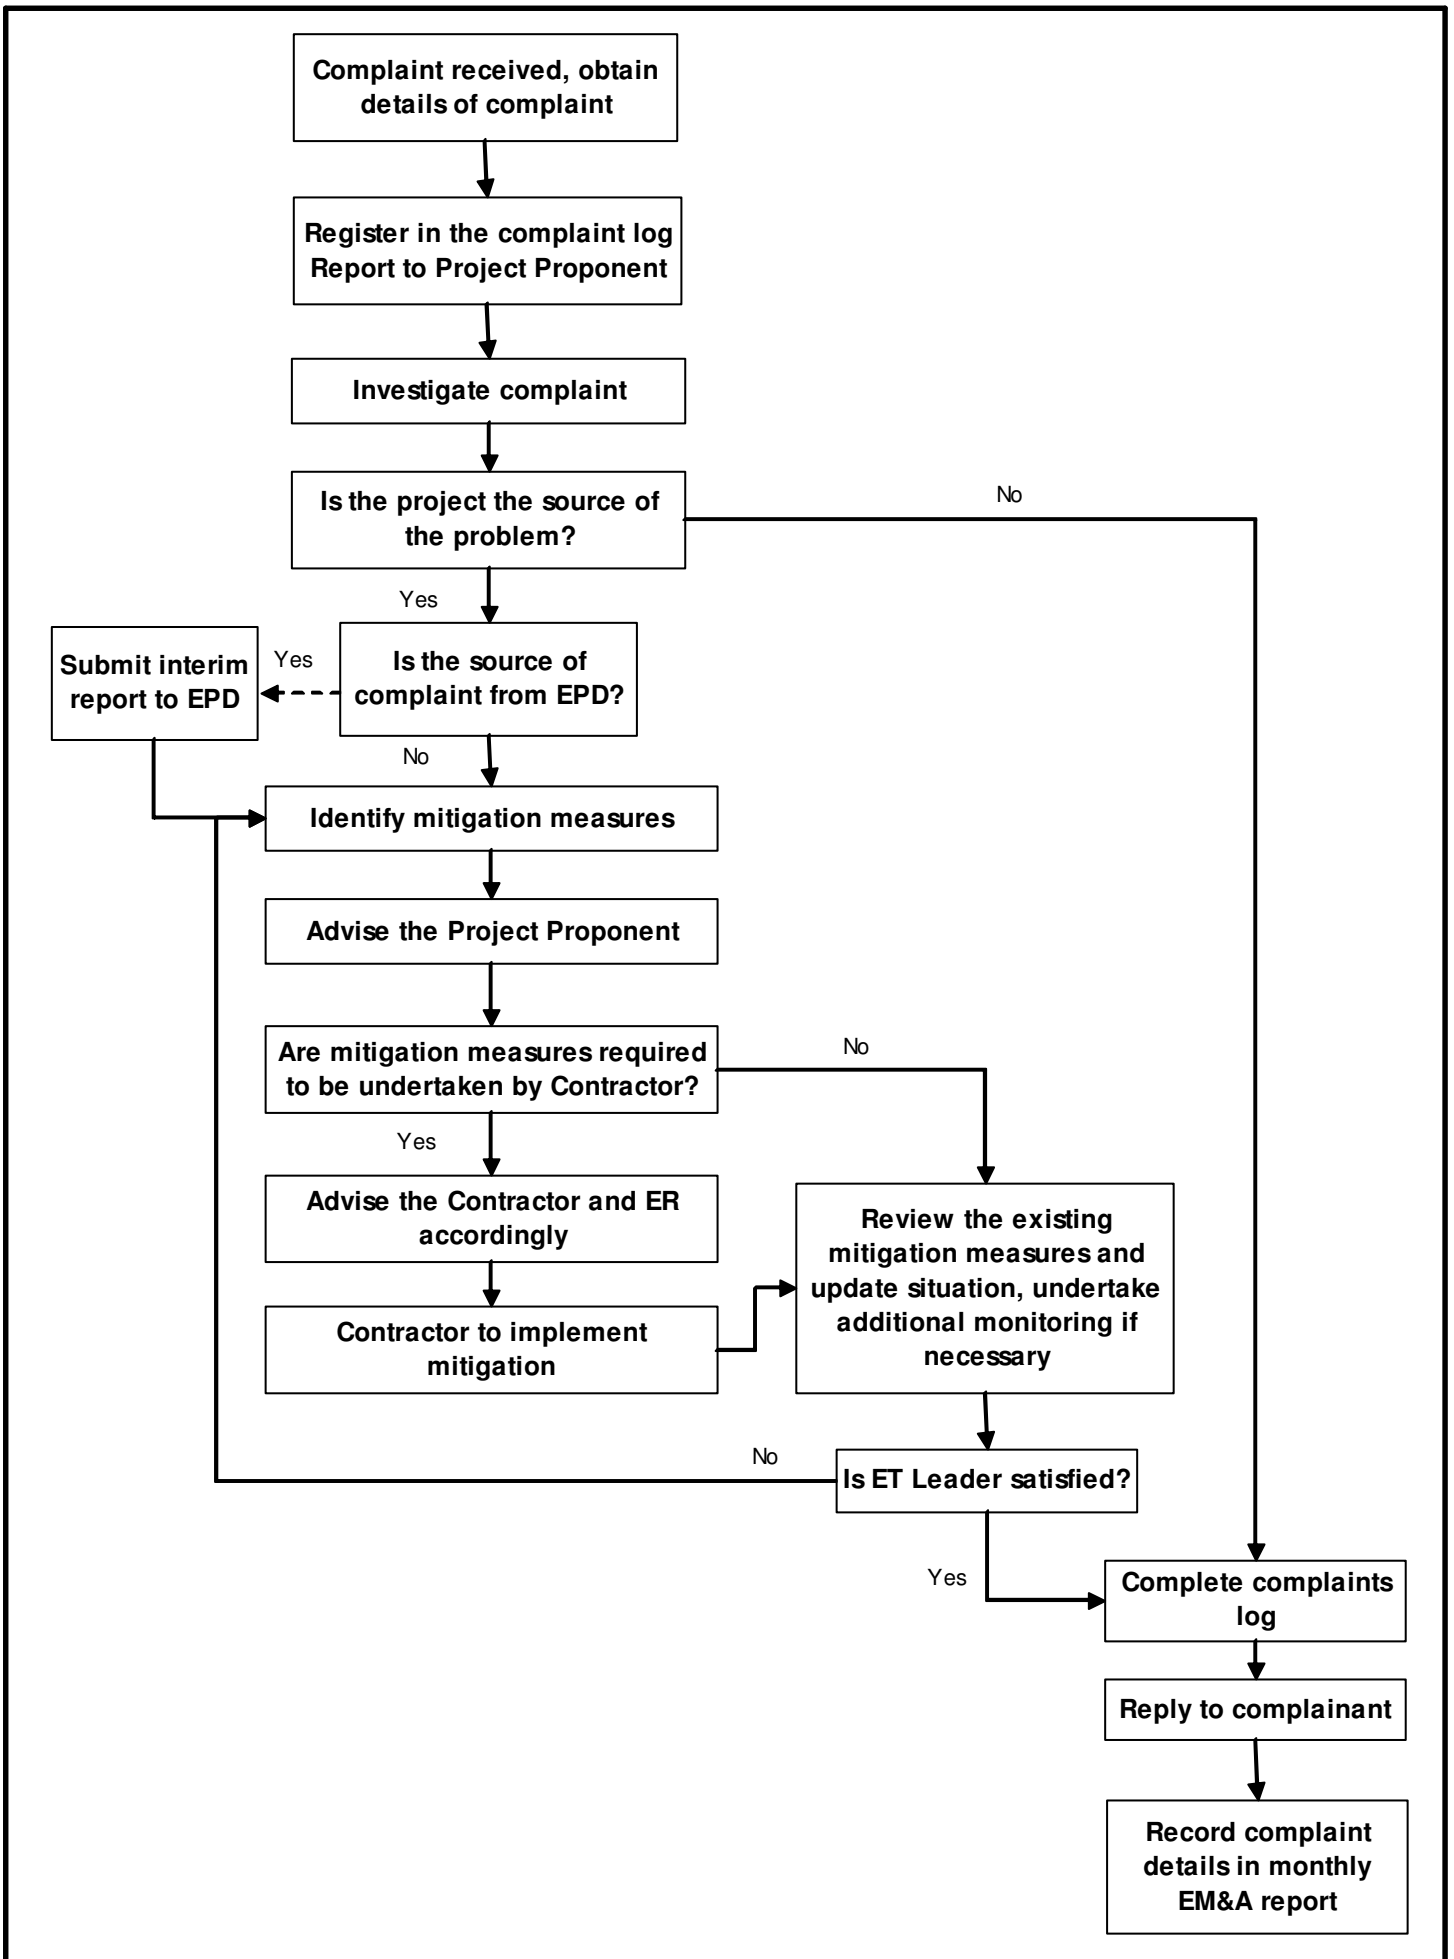 Complaint received, obtain
details of complaint
Register in the complaint log
Report to Project Proponent
Investigate complaint
Is the project the source of
the problem?
No
Yes
Submit interim
report to EPD
Yes
Is the source of
complaint from EPD?
No
Identify mitigation measures
Advise the Project Proponent
Are mitigation measures required
to be undertaken by Contractor?
No
Yes
Advise the Contractor and ER
accordingly
Contractor to implement
mitigation
Review the existing
mitigation measures and
update situation, undertake
additional monitoring if
necessary
No
Is ET Leader satisfied?
Yes
Complete complaints
log
Reply to complainant
Record complaint
details in monthly
EM&A report